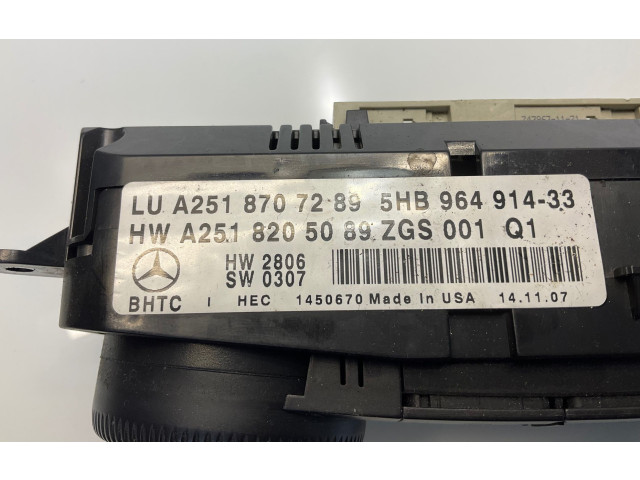 LU A251 870 72 89 5HB 964 914-33
HW A251 820 50 89 ZGS 001 Q1
HW 2806
SW 0307
BHTC I HEC 1450670 Made In USA 14.11.07